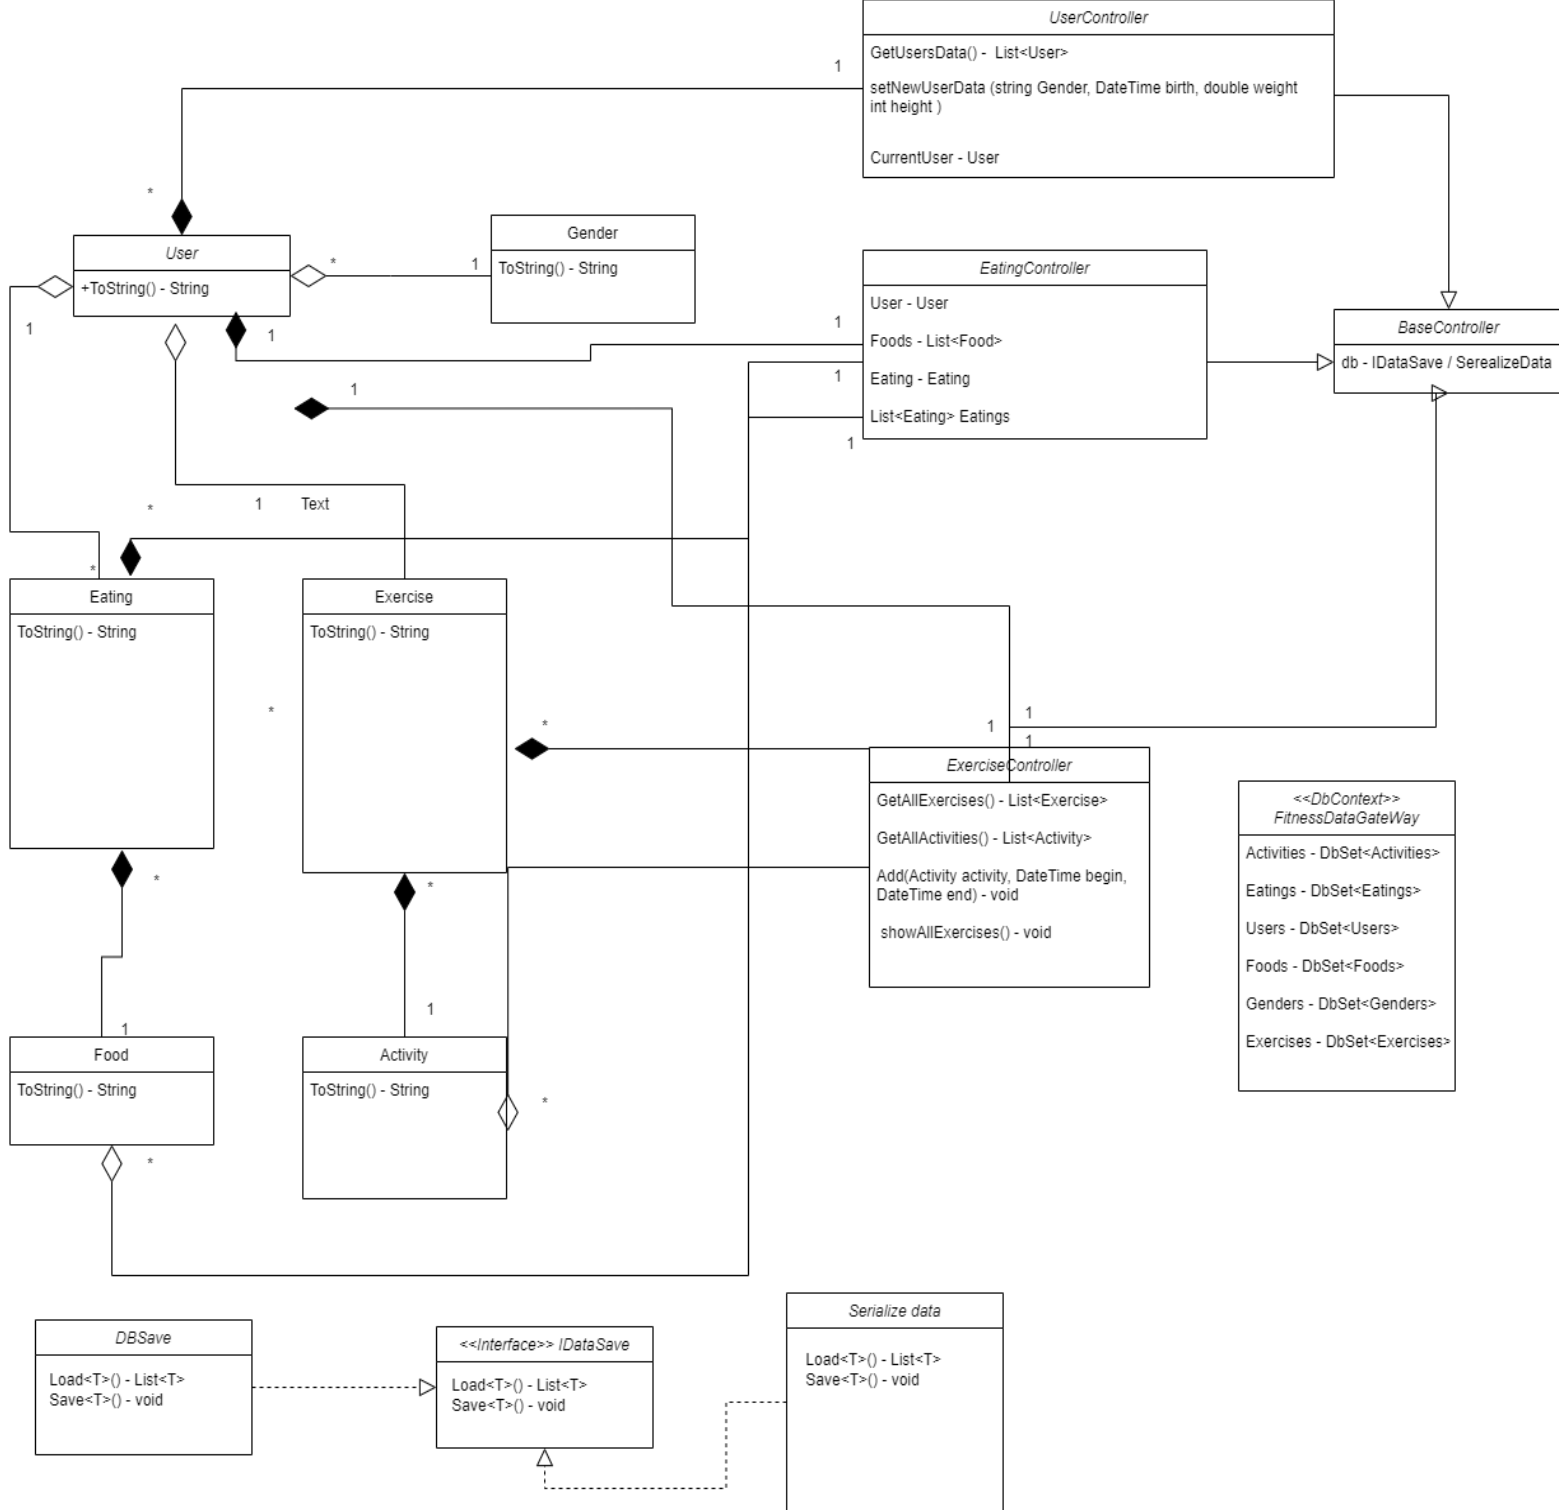 UserController
GetUsersData() -  List<User>
setNewUserData (string Gender, DateTime birth, double weight
int height )
CurrentUser - User
1
*
User
+ToString() - String
Gender
ToString() - String
*
1
1
1
EatingController
User - User
Foods - List<Food>
Eating - Eating
List<Eating> Eatings
1
1
1
BaseController
db - IDataSave / SerealizeData
1
*
1
Text
*
Eating
ToString() - String
Exercise
ToString() - String
*
*
1
1
1
ExerciseController
GetAllExercises() - List<Exercise>
GetAllActivities() - List<Activity>
Add(Activity activity, DateTime begin,
DateTime end) - void
showAllExercises() - void
<<DbContext>>
FitnessDataGateWay
Activities - DbSet<Activities>
Eatings - DbSet<Eatings>
Users - DbSet<Users>
Foods - DbSet<Foods>
Genders - DbSet<Genders>
Exercises - DbSet<Exercises>
*
*
1
1
Food
ToString() - String
Activity
ToString() - String
*
*
DBSave
Load<T>() - List<T>
Save<T>() - void
<<Interface>> IDataSave
Load<T>() - List<T>
Save<T>() - void
Serialize data
Load<T>() - List<T>
Save<T>() - void